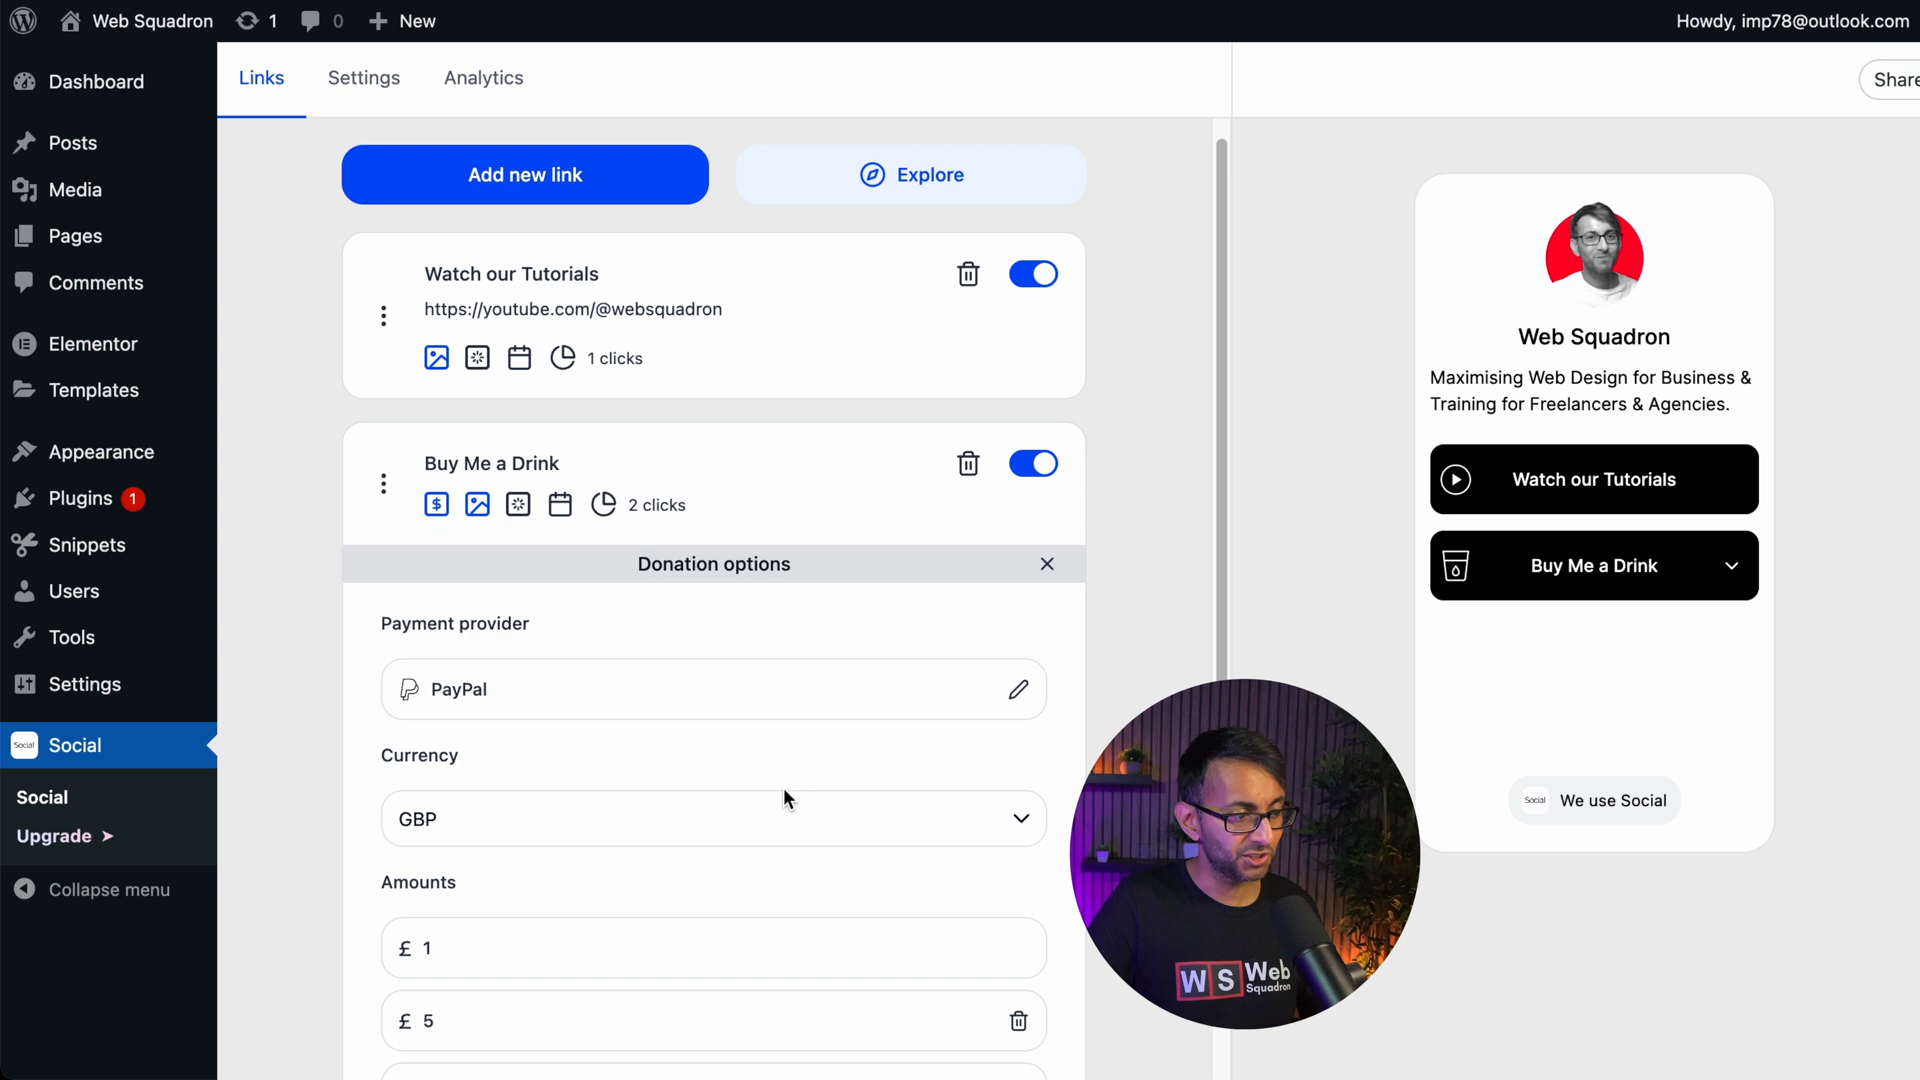 Web Squadron
1
0
New
Howdy, imp78@outlook.com
Dashboard
Posts
Media
Pages
Comments
Elementor
Templates
Appearance
Plugins 1
Snippets
Users
Tools
Settings
Social
Social
Social
Upgrade ➤
Collapse menu
Links
Settings
Analytics
Add new link
Explore
Watch our Tutorials
https://youtube.com/@websquadron
1 clicks
Buy Me a Drink
$
2 clicks
Donation options
Payment provider
PayPal
Currency
GBP
Amounts
£ 1
£ 5
WS Web
Squadron
Share
Web Squadron
Maximising Web Design for Business &
Training for Freelancers & Agencies.
Watch our Tutorials
Buy Me a Drink
Social
We use Social